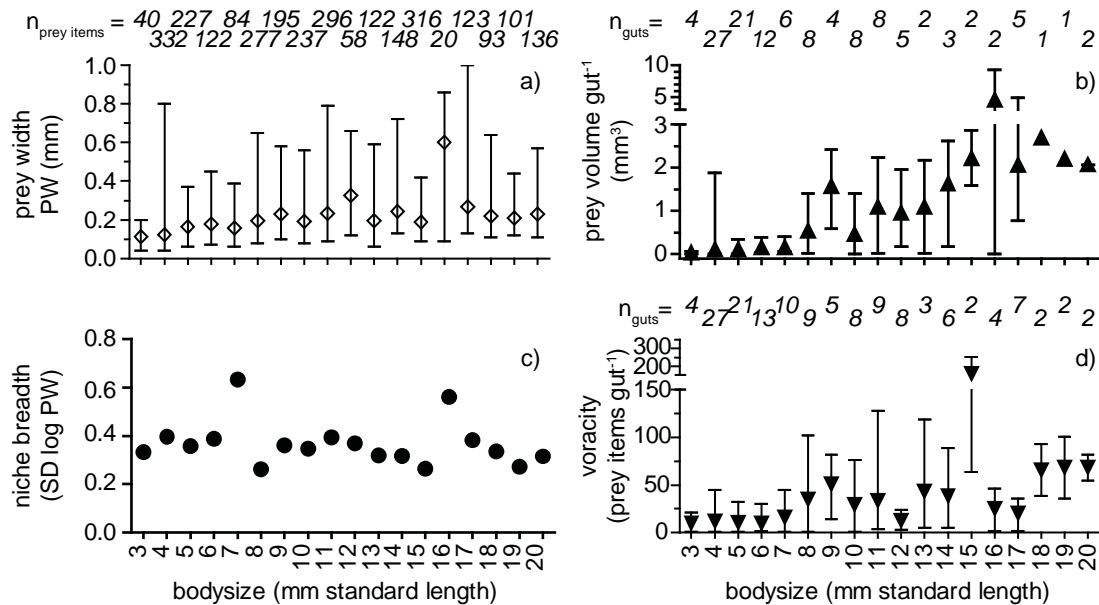 n prey items = 40 227 84 195 296 122 316 123 101
332 122 277 237 58 148 20 93 136
a)
prey width
PW (mm)
1.0
0.8
0.6
0.4
0.2
0.0
n guts = 4 21 6 4 8 2 2 5 1
27 12 8 8 5 3 2 1 2
b)
prey volume gut⁻¹
(mm³)
10
5
2
1
0
c)
niche breadth
(SD log PW)
0.8
0.6
0.4
0.2
0.0
3 4 5 6 7 8 9 10 11 12 13 14 15 16 17 18 19 20
bodysize (mm standard length)
n guts = 4 21 10 5 9 3 2 7 2 2
27 13 9 8 8 6 4 2
d)
voracity
(prey items gut⁻¹)
300
200
150
100
50
0
3 4 5 6 7 8 9 10 11 12 13 14 15 16 17 18 19 20
bodysize (mm standard length)